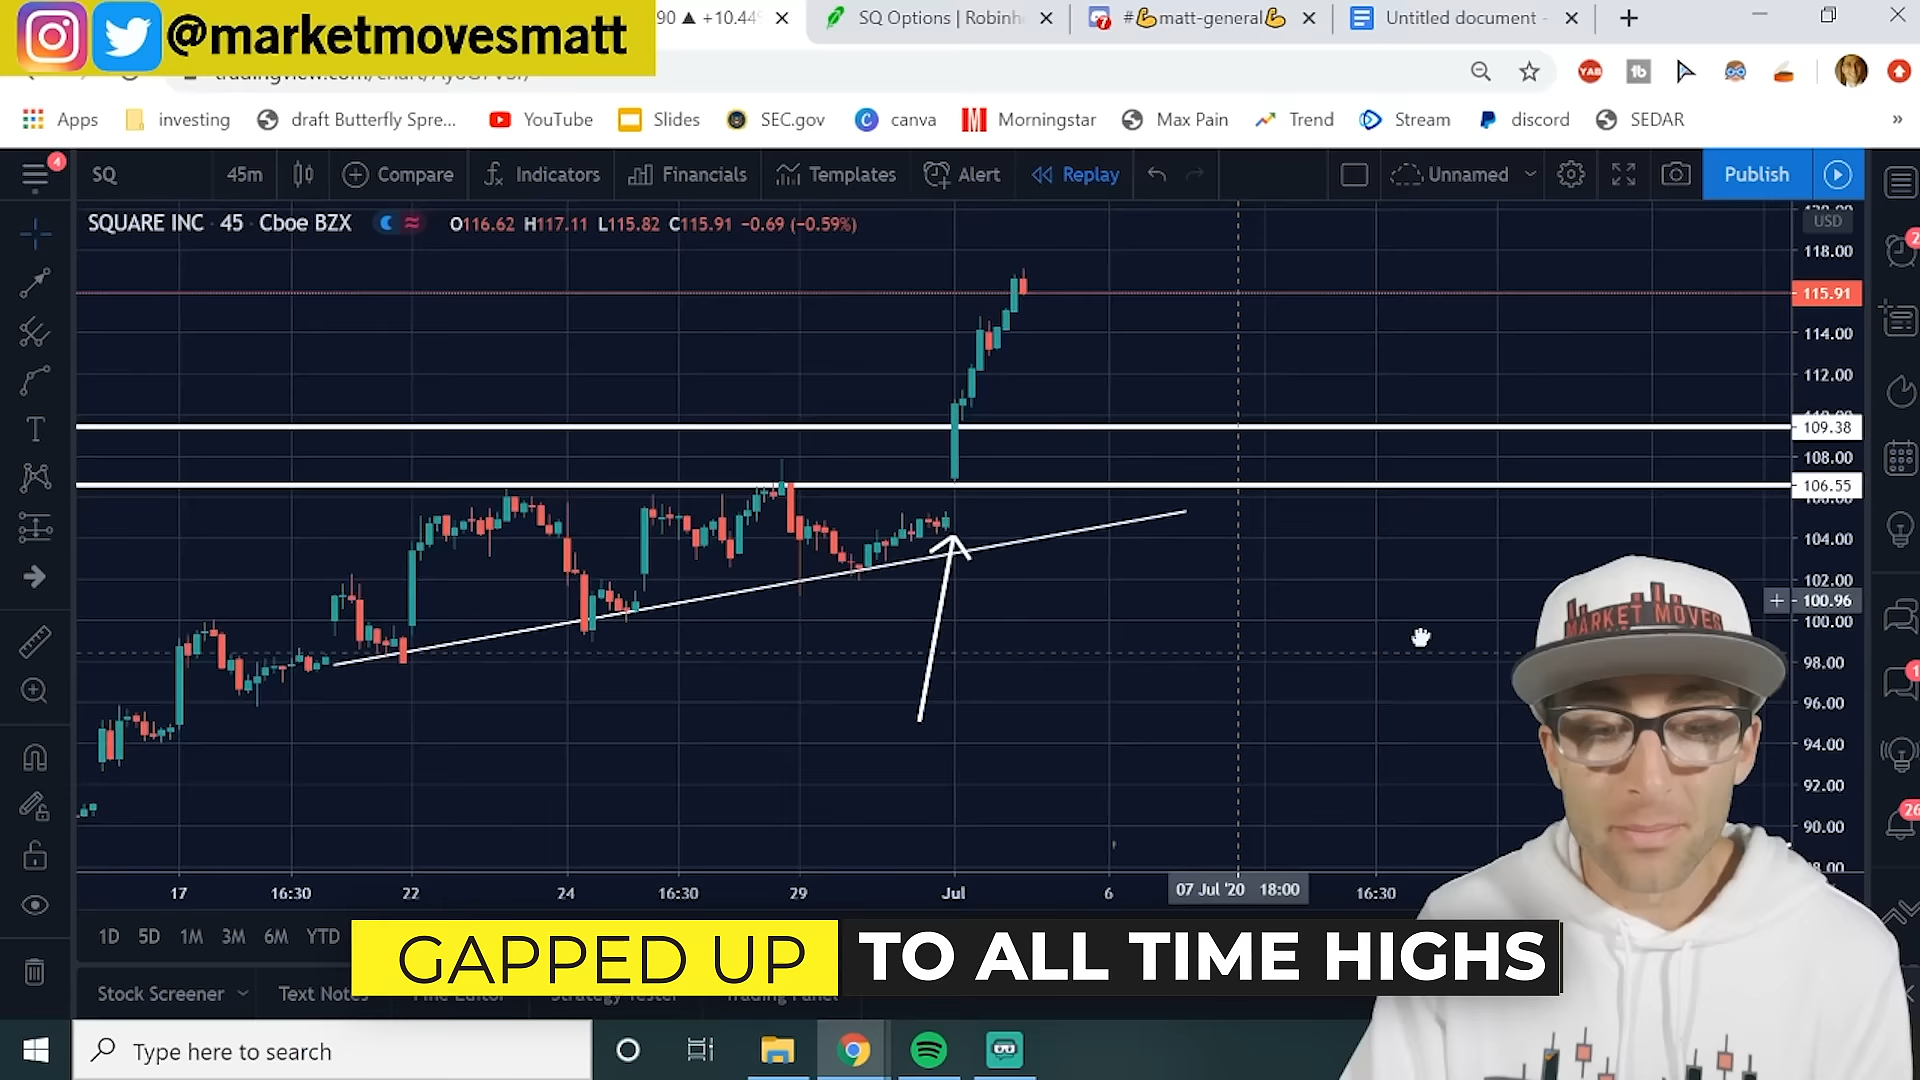 @marketmovesmatt
90 ▲ +10.44%
SQ Options | Robinh
#💪matt-general💪
Untitled document -
Apps
investing
draft Butterfly Spre...
YouTube
Slides
SEC.gov
canva
Morningstar
Max Pain
Trend
Stream
discord
SEDAR
»
4
SQ
45m
Compare
Indicators
Financials
Templates
Alert
Replay
Unnamed
Publish
SQUARE INC 45 Cboe BZX
O116.62 H117.11 L115.82 C115.91 −0.69 (−0.59%)
USD
118.00
115.91
114.00
112.00
109.38
108.00
106.55
104.00
102.00
100.96
100.00
98.00
96.00
94.00
92.00
90.00
MARKET MOVES
17
16:30
22
24
16:30
29
Jul
6
07 Jul '20 18:00
16:30
1D 5D 1M 3M 6M YTD
GAPPED UP TO ALL TIME HIGHS
Stock Screener
Text Notes
Type here to search